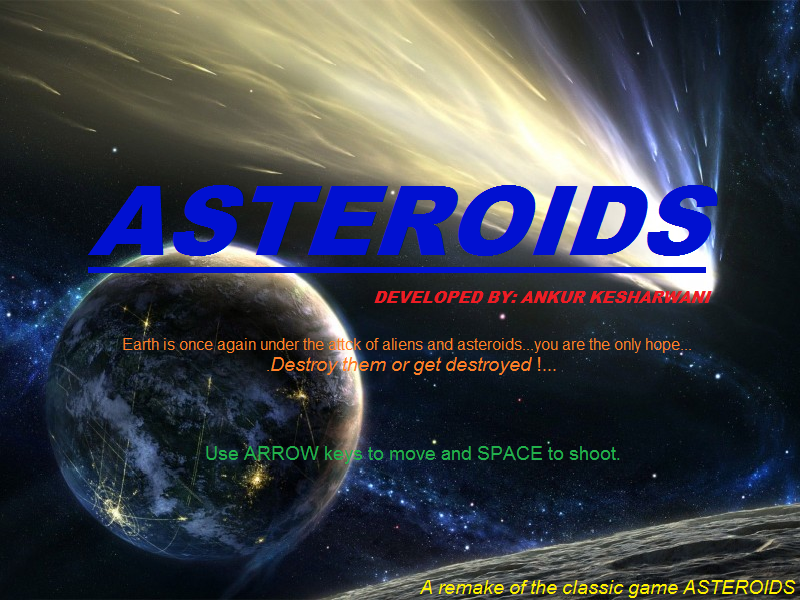 ASTEROIDS
DEVELOPED BY: ANKUR KESHARWANI
Earth is once again under the attck of aliens and asteroids...you are the only hope...
.Destroy them or get destroyed !...
Use ARROW keys to move and SPACE to shoot.
A remake of the classic game ASTEROIDS